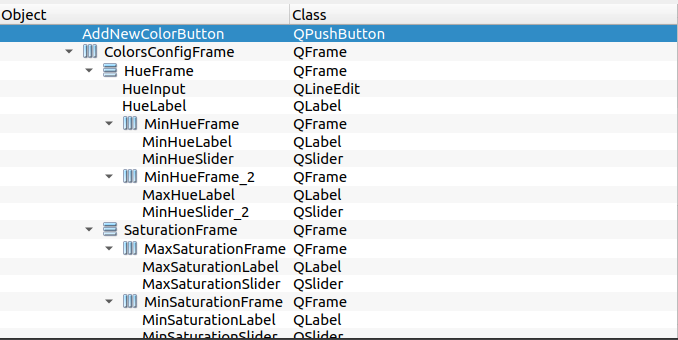 Object Class
AddNewColorButton QPushButton
ColorsConfigFrame QFrame
HueFrame QFrame
HueInput QLineEdit
HueLabel QLabel
MinHueFrame QFrame
MinHueLabel QLabel
MinHueSlider QSlider
MinHueFrame_2 QFrame
MaxHueLabel QLabel
MinHueSlider_2 QSlider
SaturationFrame QFrame
MaxSaturationFrame QFrame
MaxSaturationLabel QLabel
MaxSaturationSlider QSlider
MinSaturationFrame QFrame
MinSaturationLabel QLabel
MinSaturationSlider QSlider